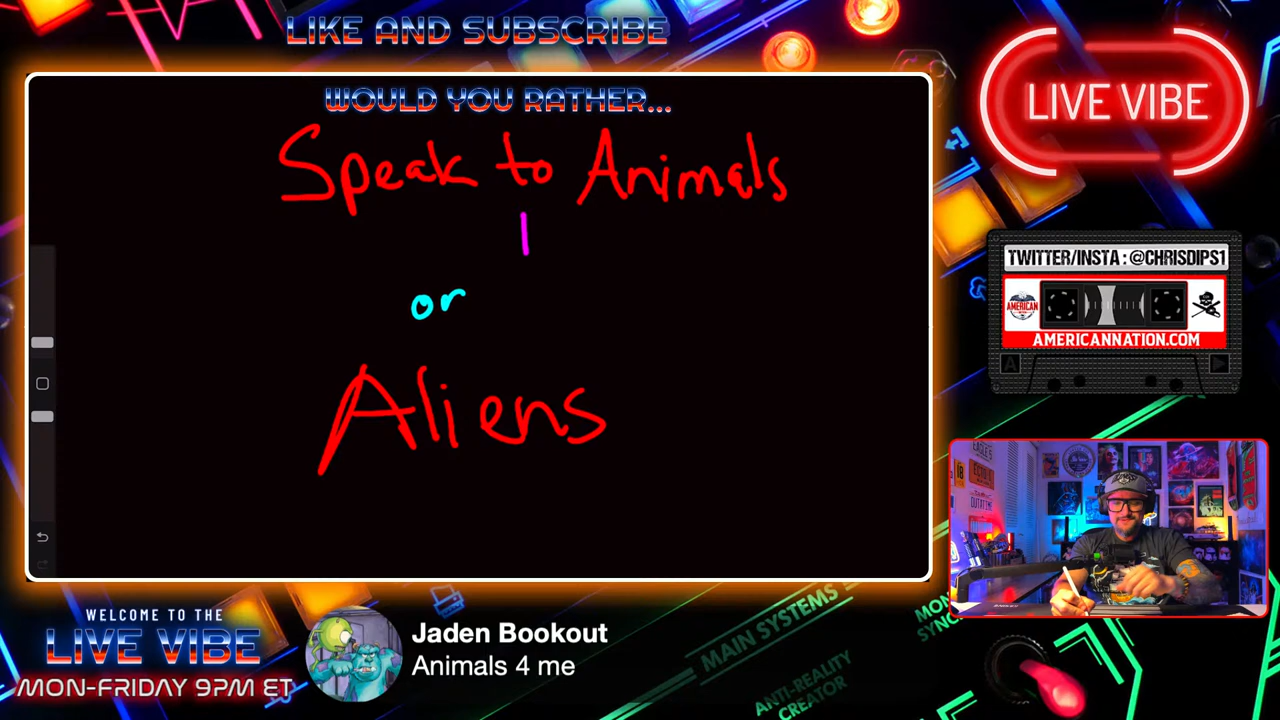 LIKE AND SUBSCRIBE
WOULD YOU RATHER...
Speak to Animals
|
or
Aliens
LIVE VIBE
TWITTER/INSTA : @CHRISDIPS1
AMERICAN
AMERICANNATION.COM
A
WELCOME TO THE
LIVE VIBE
MON-FRIDAY 9PM ET
Jaden Bookout
Animals 4 me
MAIN SYSTEMS
ANTI-REALITY
CREATOR
OUTATIME